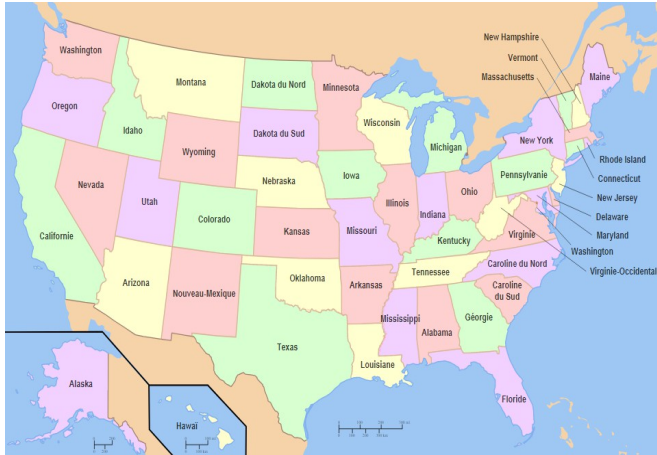 New Hampshire
Vermont
Massachusetts
Washington
Montana
Dakota du Nord
Minnesota
Maine
Oregon
Idaho
Wisconsin
Dakota du Sud
Michigan
New York
Wyoming
Rhode Island
Connecticut
Pennsylvanie
Nebraska
Iowa
Nevada
Utah
Illinois
Indiana
Ohio
New Jersey
Delaware
Maryland
Washington
Virginie-Occidental
Californie
Colorado
Kansas
Missouri
Kentucky
Virginie
Caroline du Nord
Tennessee
Arizona
Nouveau-Mexique
Oklahoma
Arkansas
Caroline
du Sud
Mississippi
Alabama
Géorgie
Texas
Louisiane
Floride
Alaska
Hawaï